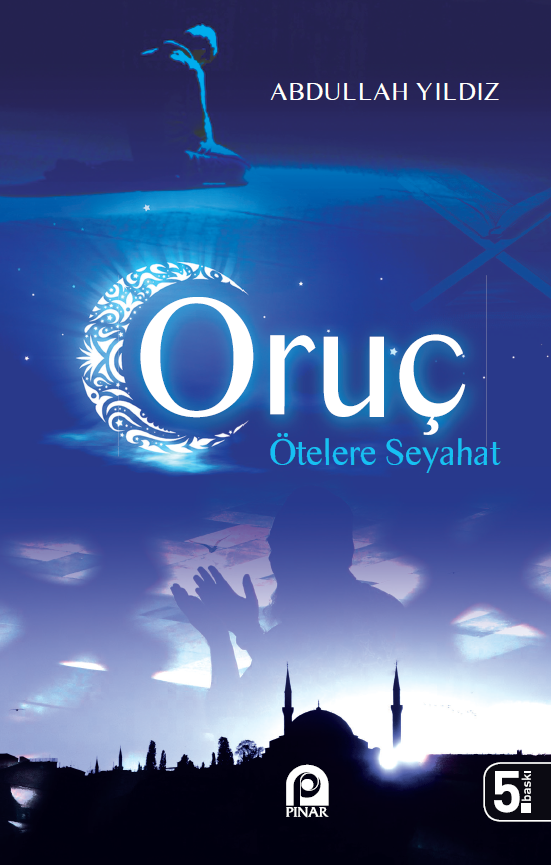 ABDULLAH YILDIZ
Oruç
Ötelere Seyahat
PINAR
5. baskı